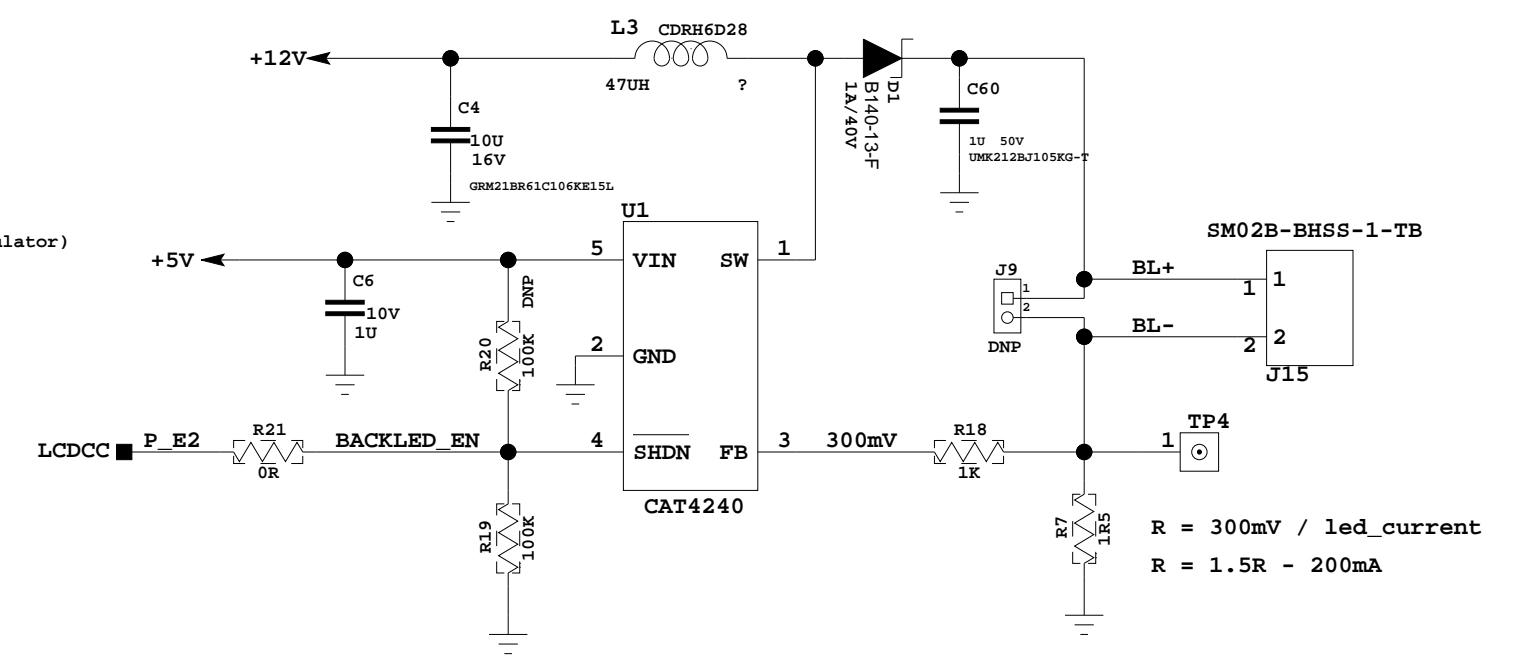 L3 CDRH6D28
+12V
47UH ?
C4
10U
16V
GRM21BR61C106KE15L
D1
B140-13-F
1A/40V
C60
1U 50V
UMK212BJ105KG-T
ulator)
+5V
C6
10V
1U
DNP
R20
100K
U1
5 VIN SW 1
2 GND
4 SHDN FB 3
CAT4240
SM02B-BHSS-1-TB
J9
1
2
DNP
BL+
1 1
BL-
2 2
J15
LCDCC P_E2
R21
0R
BACKLED_EN
R19
100K
300mV
R18
1K
TP4
1
R7
1R5
R = 300mV / led_current
R = 1.5R - 200mA